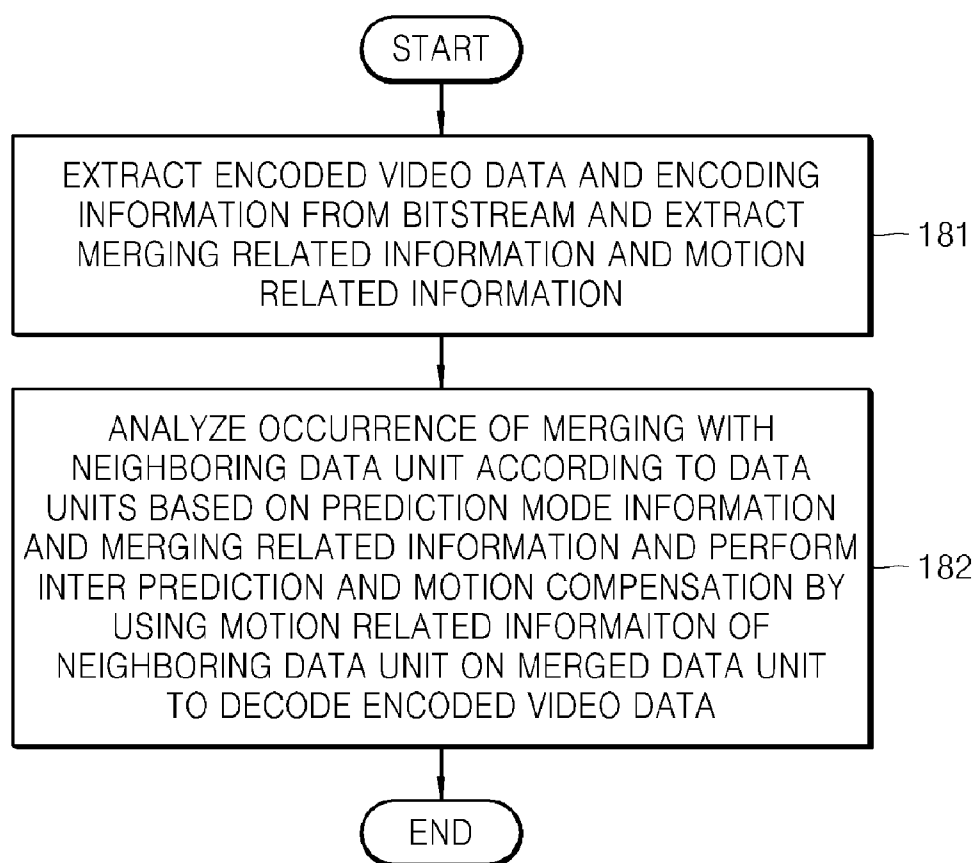 START
EXTRACT ENCODED VIDEO DATA AND ENCODING
INFORMATION FROM BITSTREAM AND EXTRACT
MERGING RELATED INFORMATION AND MOTION
RELATED INFORMATION
181
ANALYZE OCCURRENCE OF MERGING WITH
NEIGHBORING DATA UNIT ACCORDING TO DATA
UNITS BASED ON PREDICTION MODE INFORMATION
AND MERGING RELATED INFORMATION AND PERFORM
INTER PREDICTION AND MOTION COMPENSATION BY
USING MOTION RELATED INFORMAITON OF
NEIGHBORING DATA UNIT ON MERGED DATA UNIT
TO DECODE ENCODED VIDEO DATA
182
END